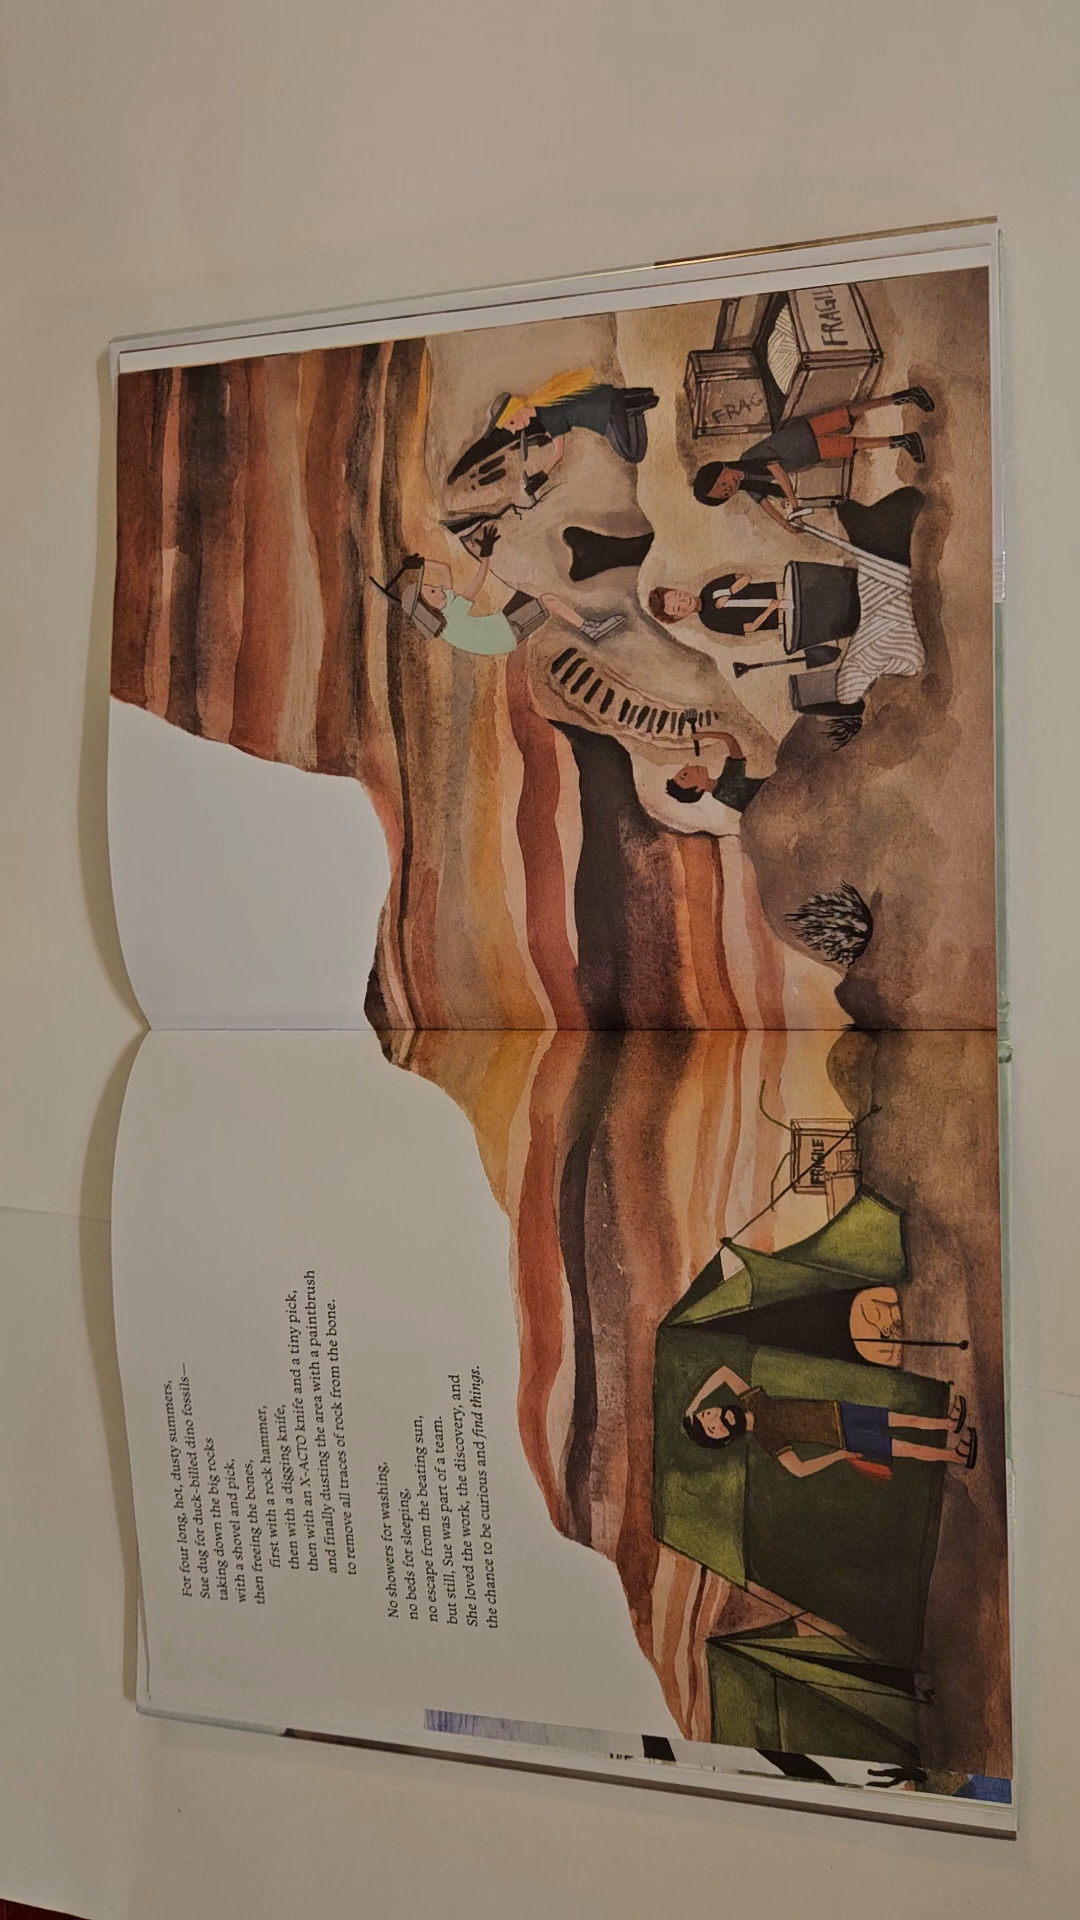 For four long, hot, dusty summers,
Sue dug for duck-billed dino fossils—
taking down the big rocks
with a shovel and pick,
then freeing the bones,
first with a rock hammer,
then with a digging knife,
then with an X-ACTO knife and a tiny pick,
and finally dusting the area with a paintbrush
to remove all traces of rock from the bone.
No showers for washing,
no beds for sleeping,
no escape from the beating sun,
but still, Sue was part of a team.
She loved the work, the discovery, and
the chance to be curious and find things.
FRAGILE
FRAG
FRAGIL